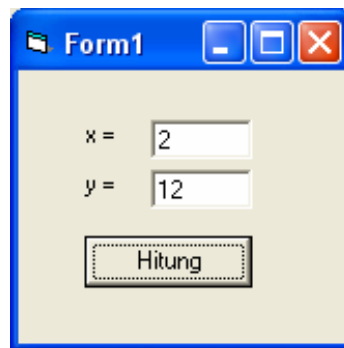 Form1
x = 2
y = 12
Hitung